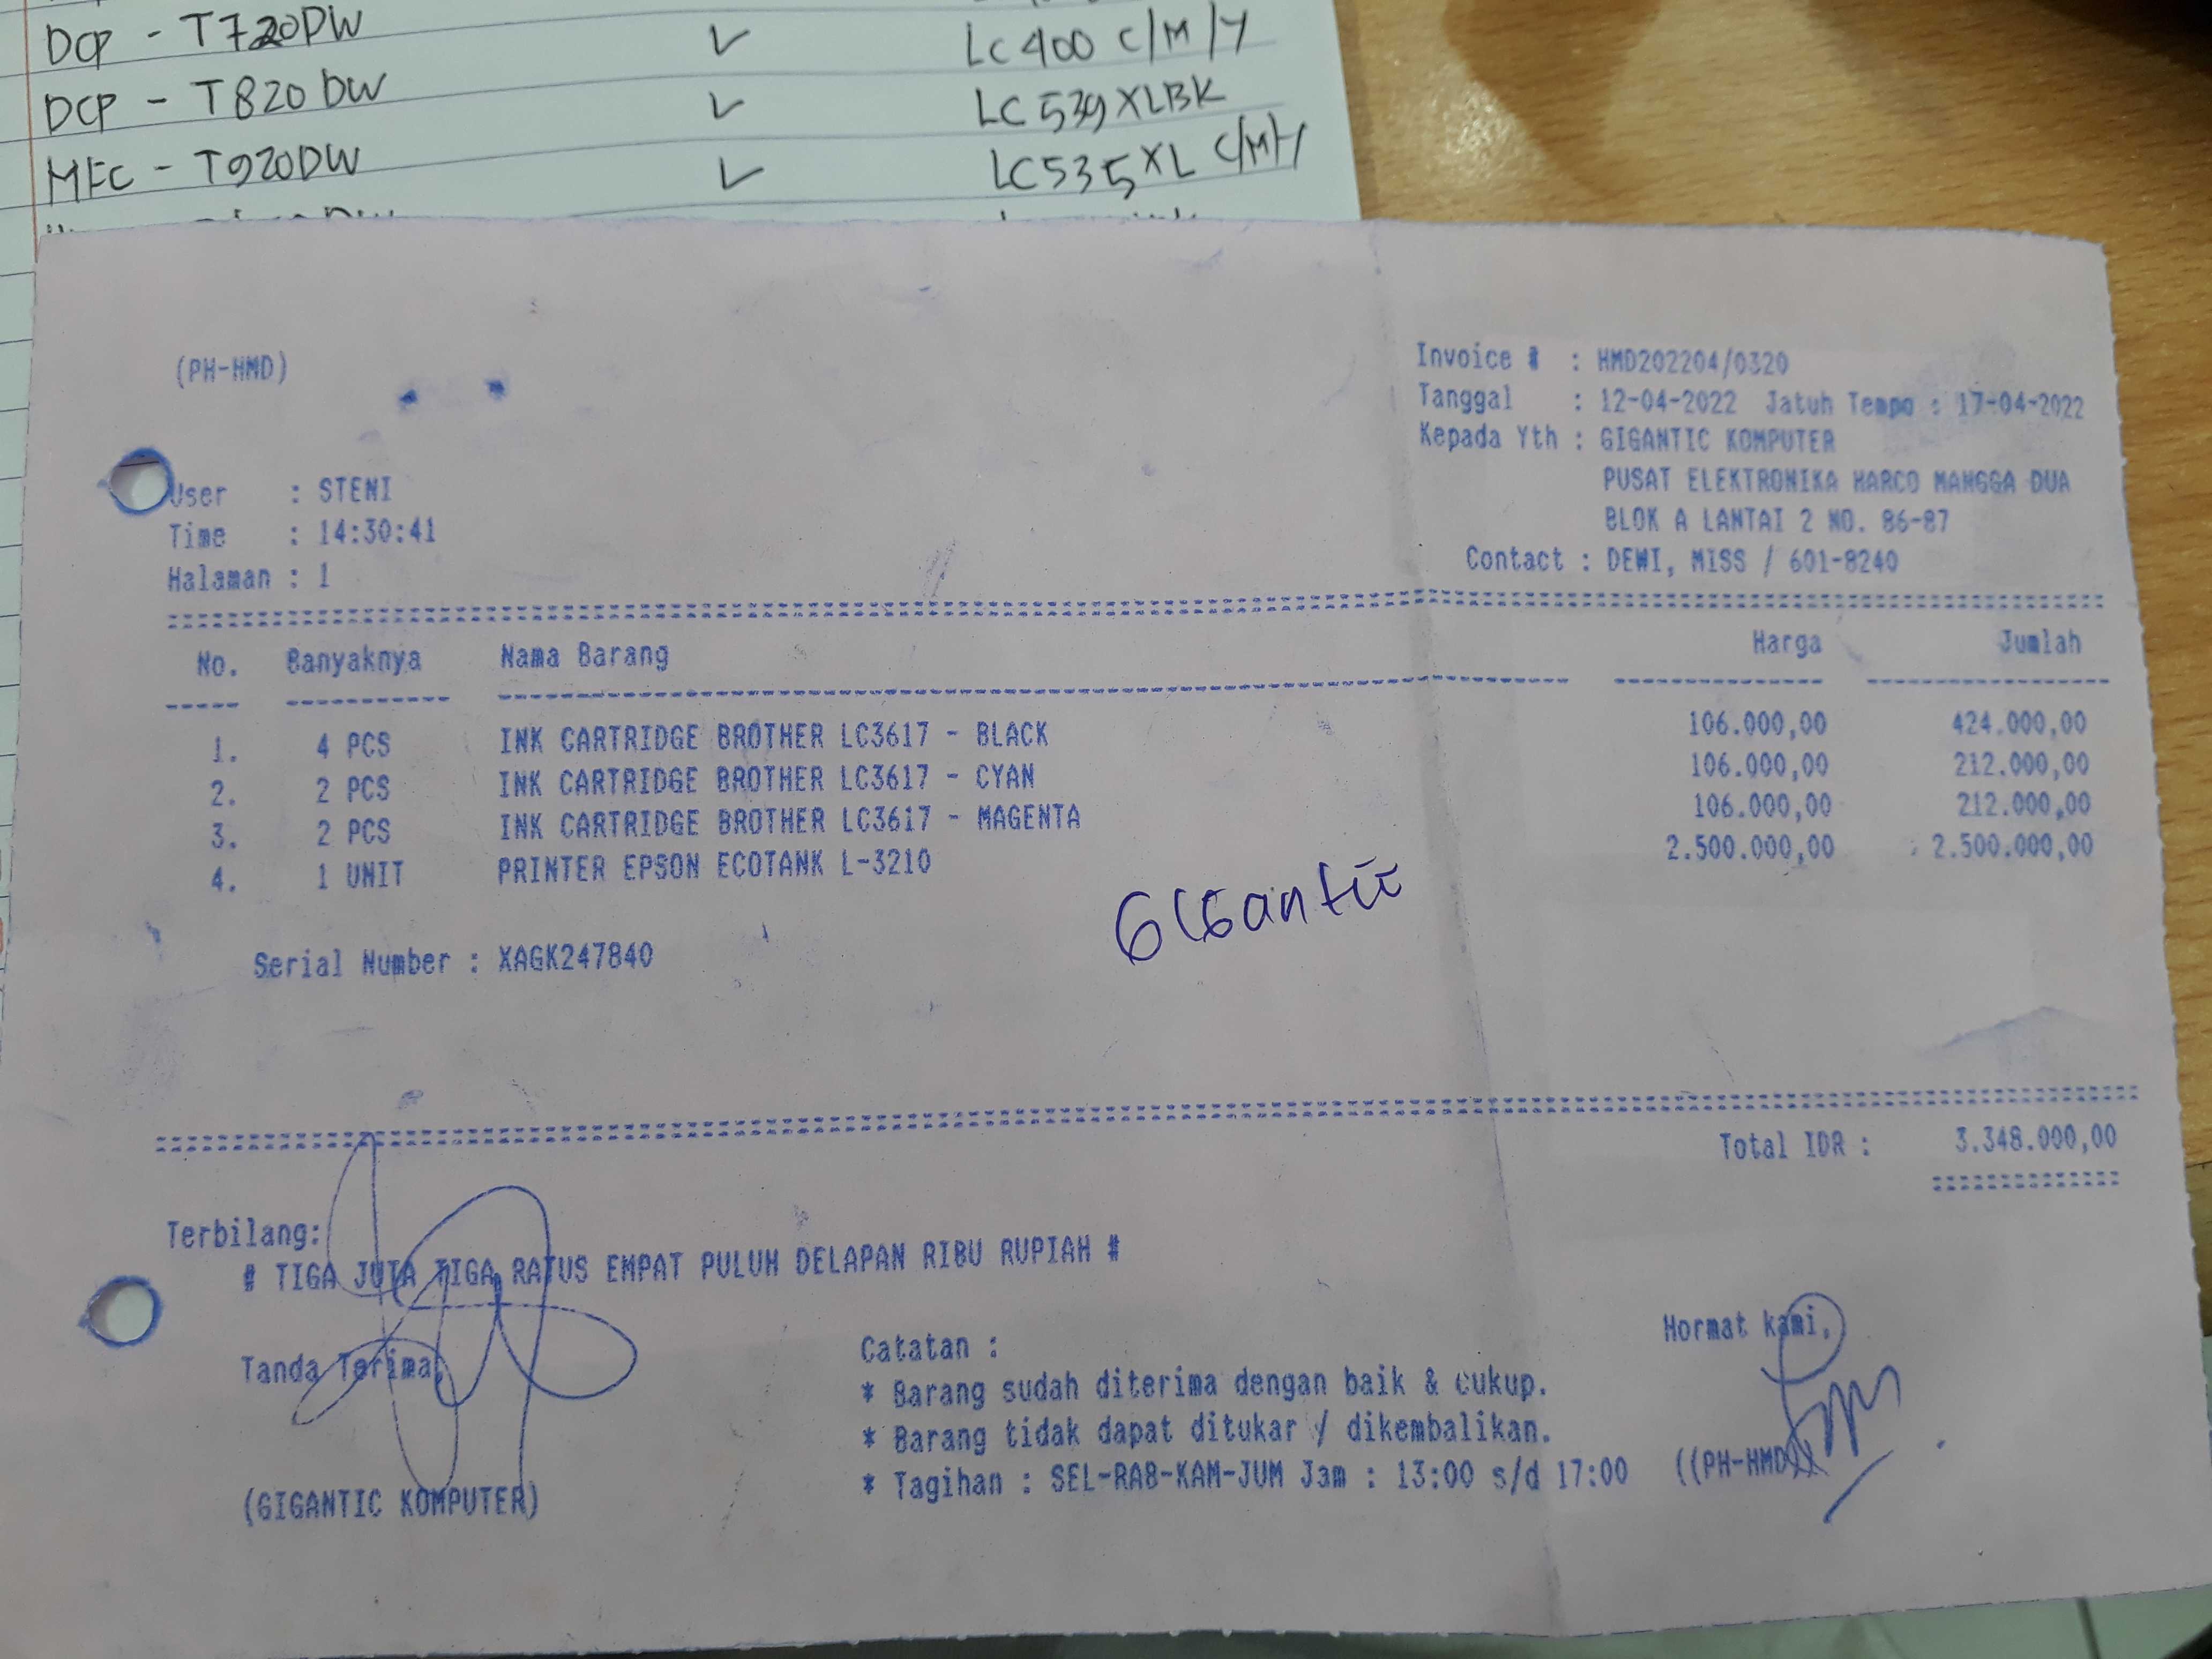 DCP - T720DW ✓ LC400 C/M/Y
DCP - T820DW ✓ LC539XLBK
MFC - T920DW ✓ LC535XL C/M/Y
(PH-HMD)
Invoice # : HMD202204/0320
Tanggal : 12-04-2022 Jatuh Tempo : 17-04-2022
Kepada Yth : GIGANTIC KOMPUTER
PUSAT ELEKTRONIKA HARCO MANGGA DUA
BLOK A LANTAI 2 NO. 86-87
Contact : DEWI, MISS / 601-8240
User : STENI
Time : 14:30:41
Halaman : 1
No. Banyaknya Nama Barang Harga Jumlah
1. 4 PCS INK CARTRIDGE BROTHER LC3617 - BLACK 106.000,00 424.000,00
2. 2 PCS INK CARTRIDGE BROTHER LC3617 - CYAN 106.000,00 212.000,00
3. 2 PCS INK CARTRIDGE BROTHER LC3617 - MAGENTA 106.000,00 212.000,00
4. 1 UNIT PRINTER EPSON ECOTANK L-3210 2.500.000,00 2.500.000,00
Gigantic
Serial Number : XAGK247840
Total IDR : 3.348.000,00
Terbilang:
# TIGA JUTA TIGA RATUS EMPAT PULUH DELAPAN RIBU RUPIAH #
Tanda Terima,
(GIGANTIC KOMPUTER)
Catatan :
* Barang sudah diterima dengan baik & cukup.
* Barang tidak dapat ditukar / dikembalikan.
* Tagihan : SEL-RAB-KAM-JUM Jam : 13:00 s/d 17:00
Hormat kami,
((PH-HMD))